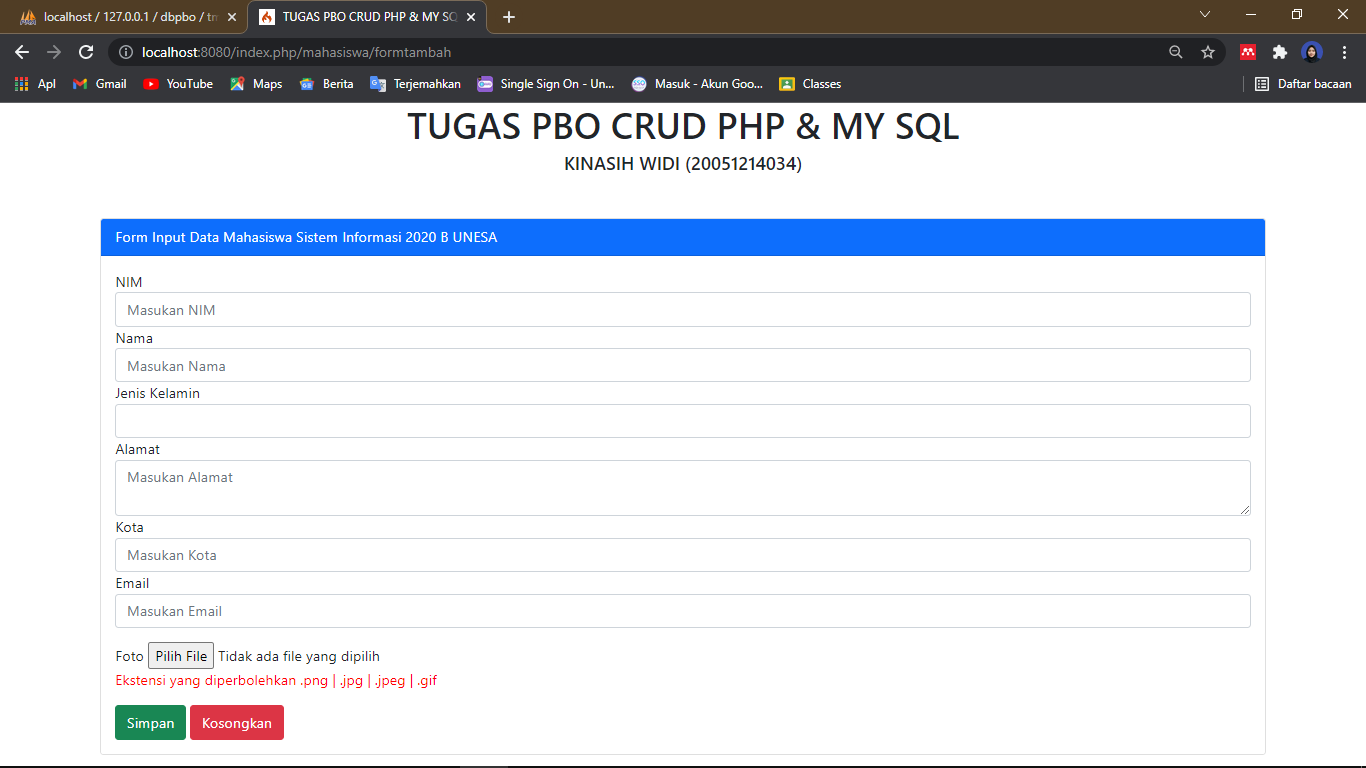 localhost / 127.0.0.1 / dbpbo / tm
TUGAS PBO CRUD PHP & MY SQ
localhost:8080/index.php/mahasiswa/formtambah
Apl Gmail YouTube Maps Berita Terjemahkan Single Sign On - Un... Masuk - Akun Goo... Classes Daftar bacaan
TUGAS PBO CRUD PHP & MY SQL
KINASIH WIDI (20051214034)
Form Input Data Mahasiswa Sistem Informasi 2020 B UNESA
NIM
Masukan NIM
Nama
Masukan Nama
Jenis Kelamin
Alamat
Masukan Alamat
Kota
Masukan Kota
Email
Masukan Email
Foto Pilih File Tidak ada file yang dipilih
Ekstensi yang diperbolehkan .png | .jpg | .jpeg | .gif
Simpan Kosongkan